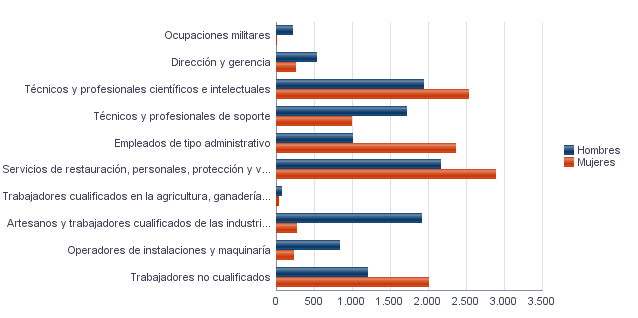 Ocupaciones militares
Dirección y gerencia
Técnicos y profesionales científicos e intelectuales
Técnicos y profesionales de soporte
Empleados de tipo administrativo
Servicios de restauración, personales, protección y v...
Trabajadores cualificados en la agricultura, ganadería...
Artesanos y trabajadores cualificados de las industri...
Operadores de instalaciones y maquinaría
Trabajadores no cualificados
0 500 1.000 1.500 2.000 2.500 3.000 3.500
Hombres
Mujeres